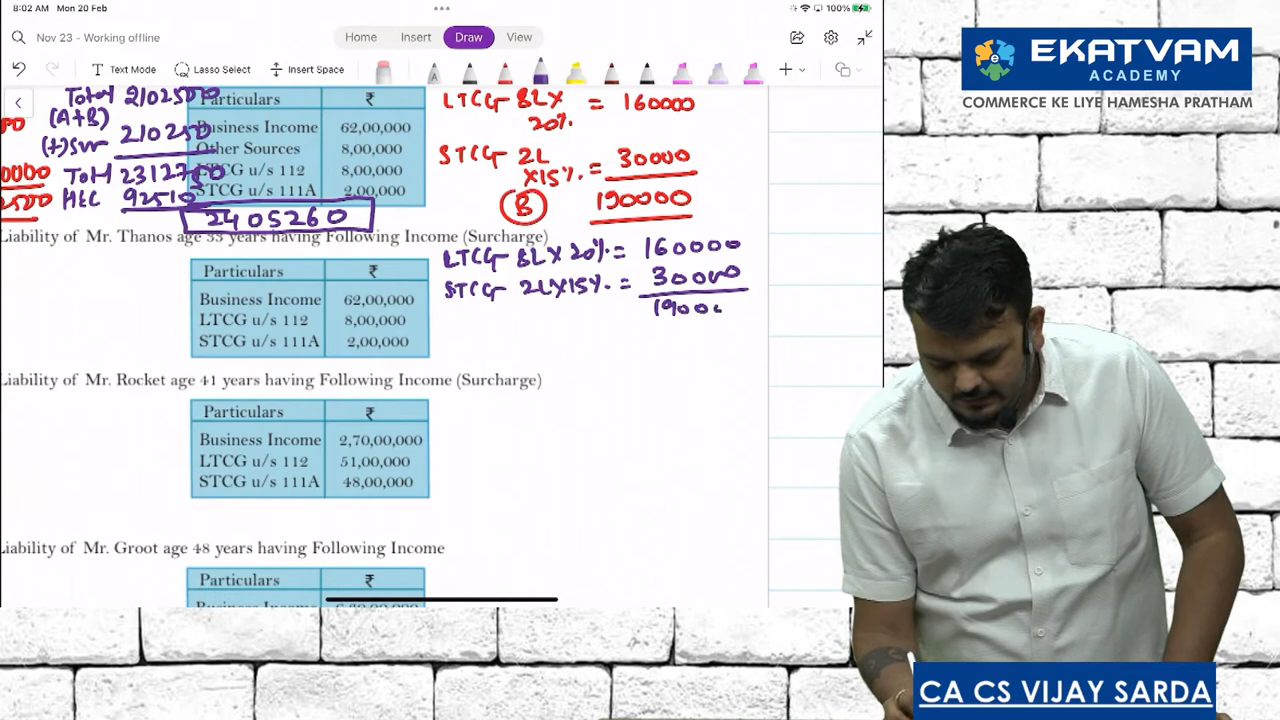 8:02 AM Mon 20 Feb
100%
Nov 23 - Working offline
Home Insert Draw View
Text Mode Lasso Select Insert Space
Total 2102500
(A+B)
(+) Sur 210250
Total 2312750
HEC 92510
2405260
Particulars ₹
Business Income 62,00,000
Other Sources 8,00,000
LTCG u/s 112 8,00,000
STCG u/s 111A 2,00,000
LTCG 8L X 20% = 160000
STCG 2L X15% = 30000
B 190000
Liability of Mr. Thanos age 33 years having Following Income (Surcharge)
Particulars ₹
Business Income 62,00,000
LTCG u/s 112 8,00,000
STCG u/s 111A 2,00,000
LTCG 8L X 20% = 160000
STCG 2LX15% = 30000
19000
Liability of Mr. Rocket age 41 years having Following Income (Surcharge)
Particulars ₹
Business Income 2,70,00,000
LTCG u/s 112 51,00,000
STCG u/s 111A 48,00,000
Liability of Mr. Groot age 48 years having Following Income
Particulars ₹
Business Income
EKATVAM
ACADEMY
COMMERCE KE LIYE HAMESHA PRATHAM
CA CS VIJAY SARDA